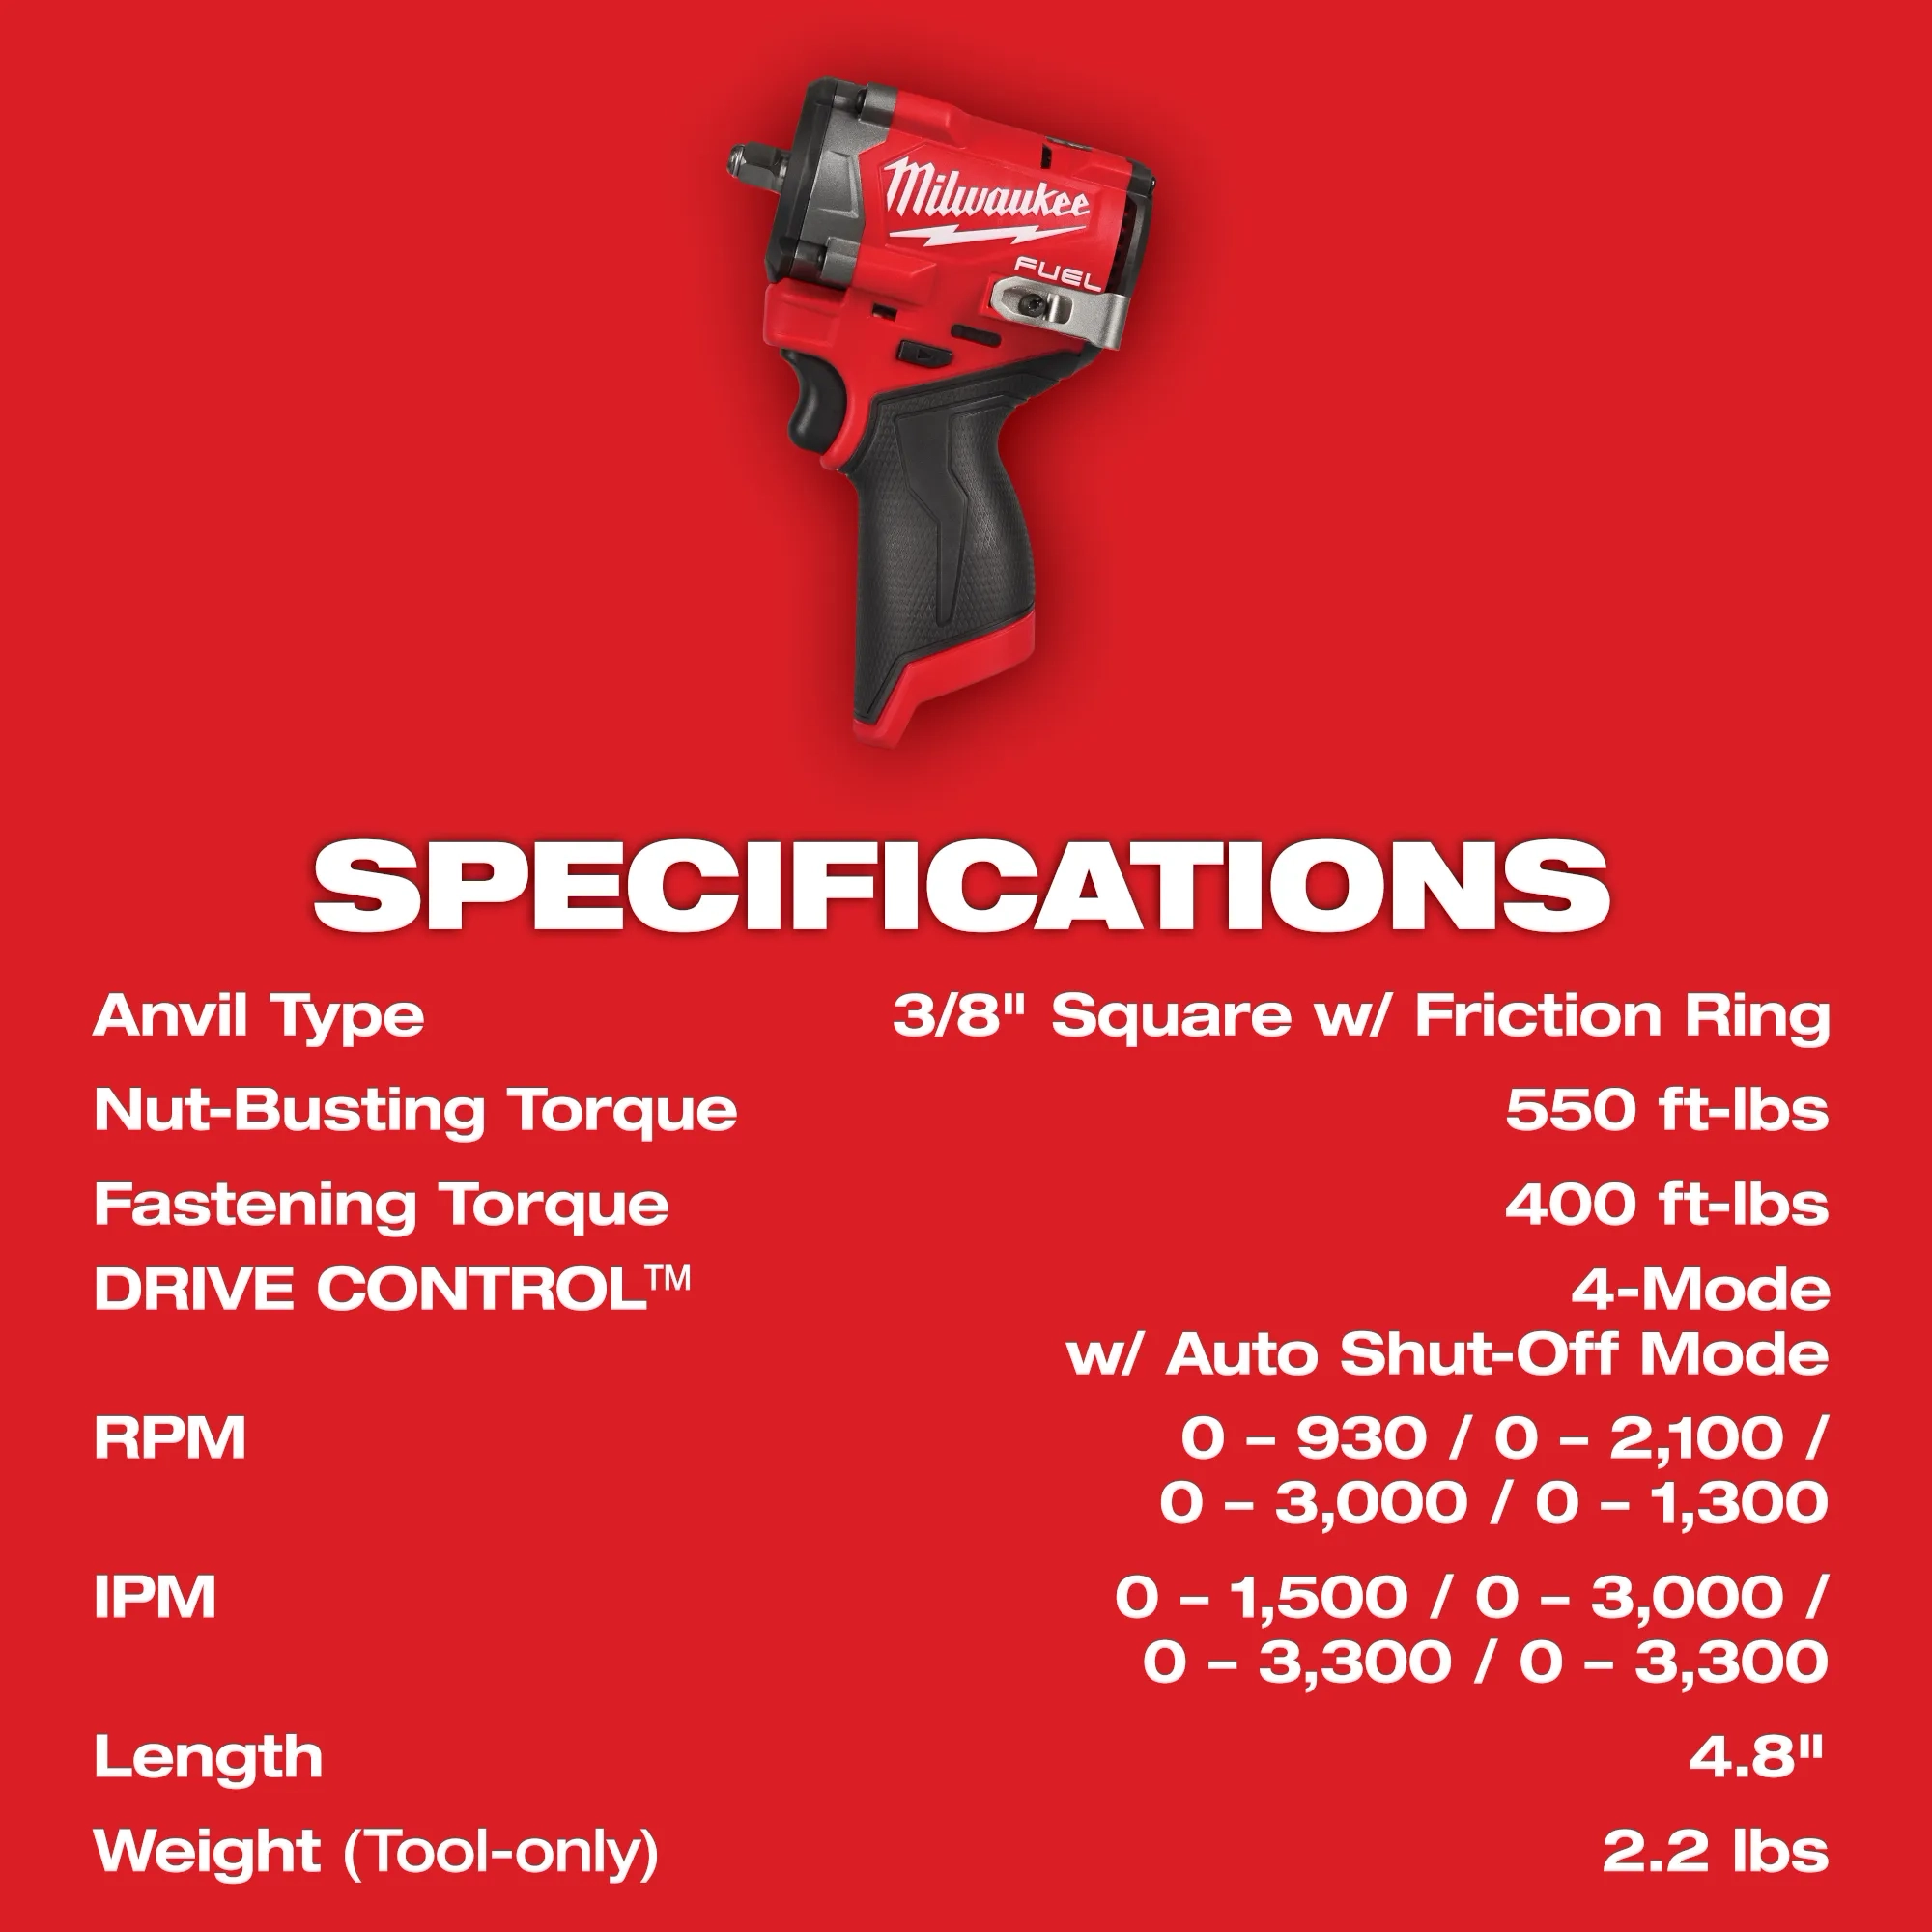 Milwaukee
FUEL
SPECIFICATIONS
Anvil Type 3/8" Square w/ Friction Ring
Nut-Busting Torque 550 ft-lbs
Fastening Torque 400 ft-lbs
DRIVE CONTROL™ 4-Mode
w/ Auto Shut-Off Mode
RPM 0 – 930 / 0 – 2,100 /
0 – 3,000 / 0 – 1,300
IPM 0 – 1,500 / 0 – 3,000 /
0 – 3,300 / 0 – 3,300
Length 4.8"
Weight (Tool-only) 2.2 lbs